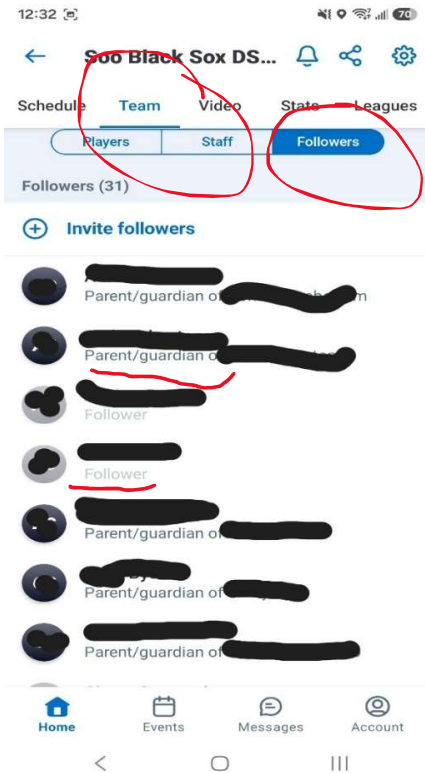 12:32
70
Soo Black Sox DS...
Schedule Team Video Stats Leagues
Players Staff Followers
Followers (31)
Invite followers
Parent/guardian of
Parent/guardian of
Follower
Follower
Parent/guardian of
Parent/guardian of
Parent/guardian of
Home Events Messages Account